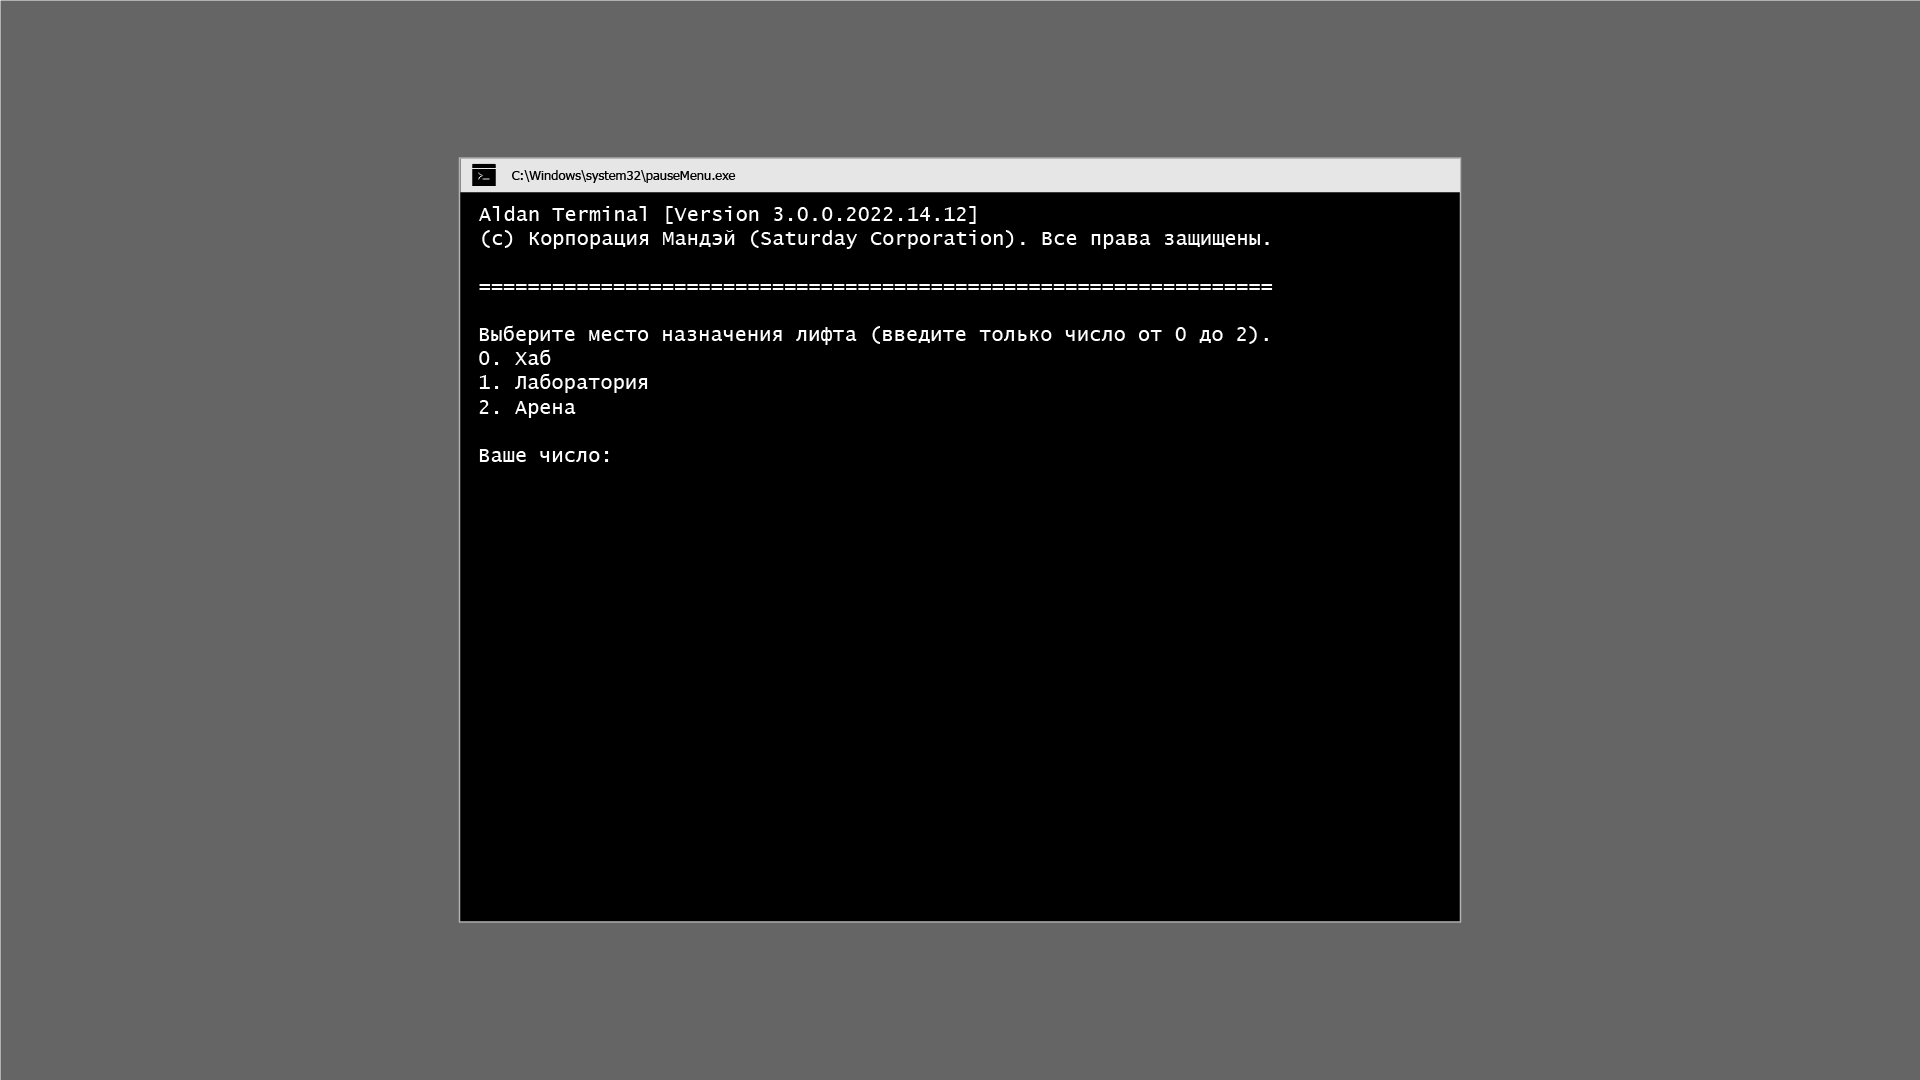 C:\Windows\system32\pauseMenu.exe
Aldan Terminal [Version 3.0.0.2022.14.12]
(c) Корпорация Мандэй (Saturday Corporation). Все права защищены.
=================================================================
Выберите место назначения лифта (введите только число от 0 до 2).
0. Хаб
1. Лаборатория
2. Арена
Ваше число: